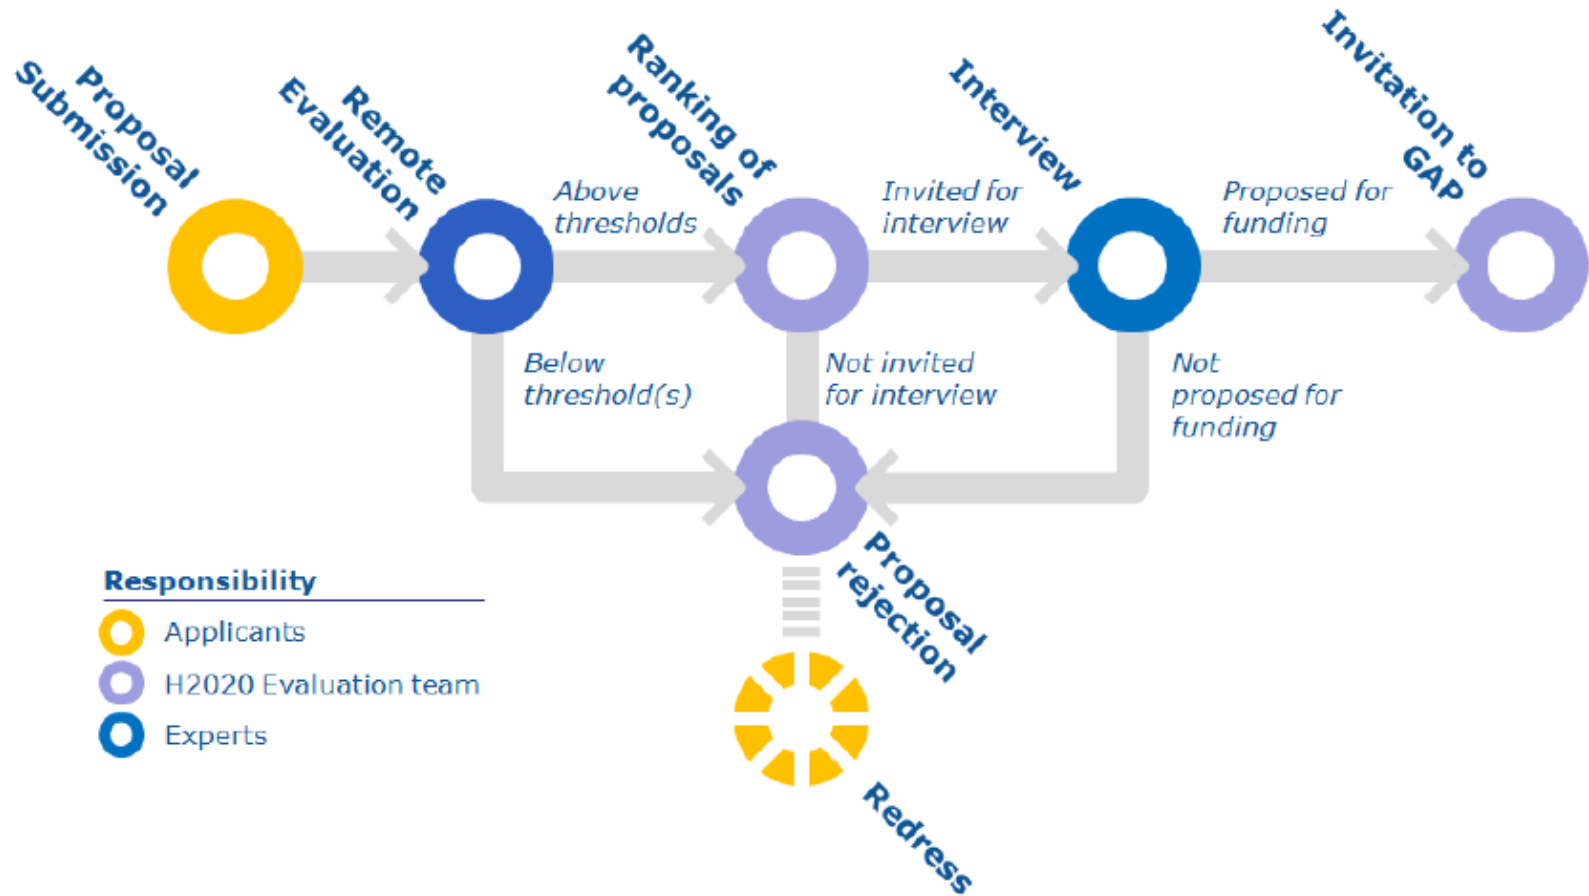 Proposal
Submission
Remote
Evaluation
Ranking of
proposals
Interview
Invitation to
GAP
Above
thresholds
Invited for
interview
Proposed for
funding
Below
threshold(s)
Not invited
for interview
Not
proposed for
funding
Proposal
rejection
Redress
Responsibility
Applicants
H2020 Evaluation team
Experts